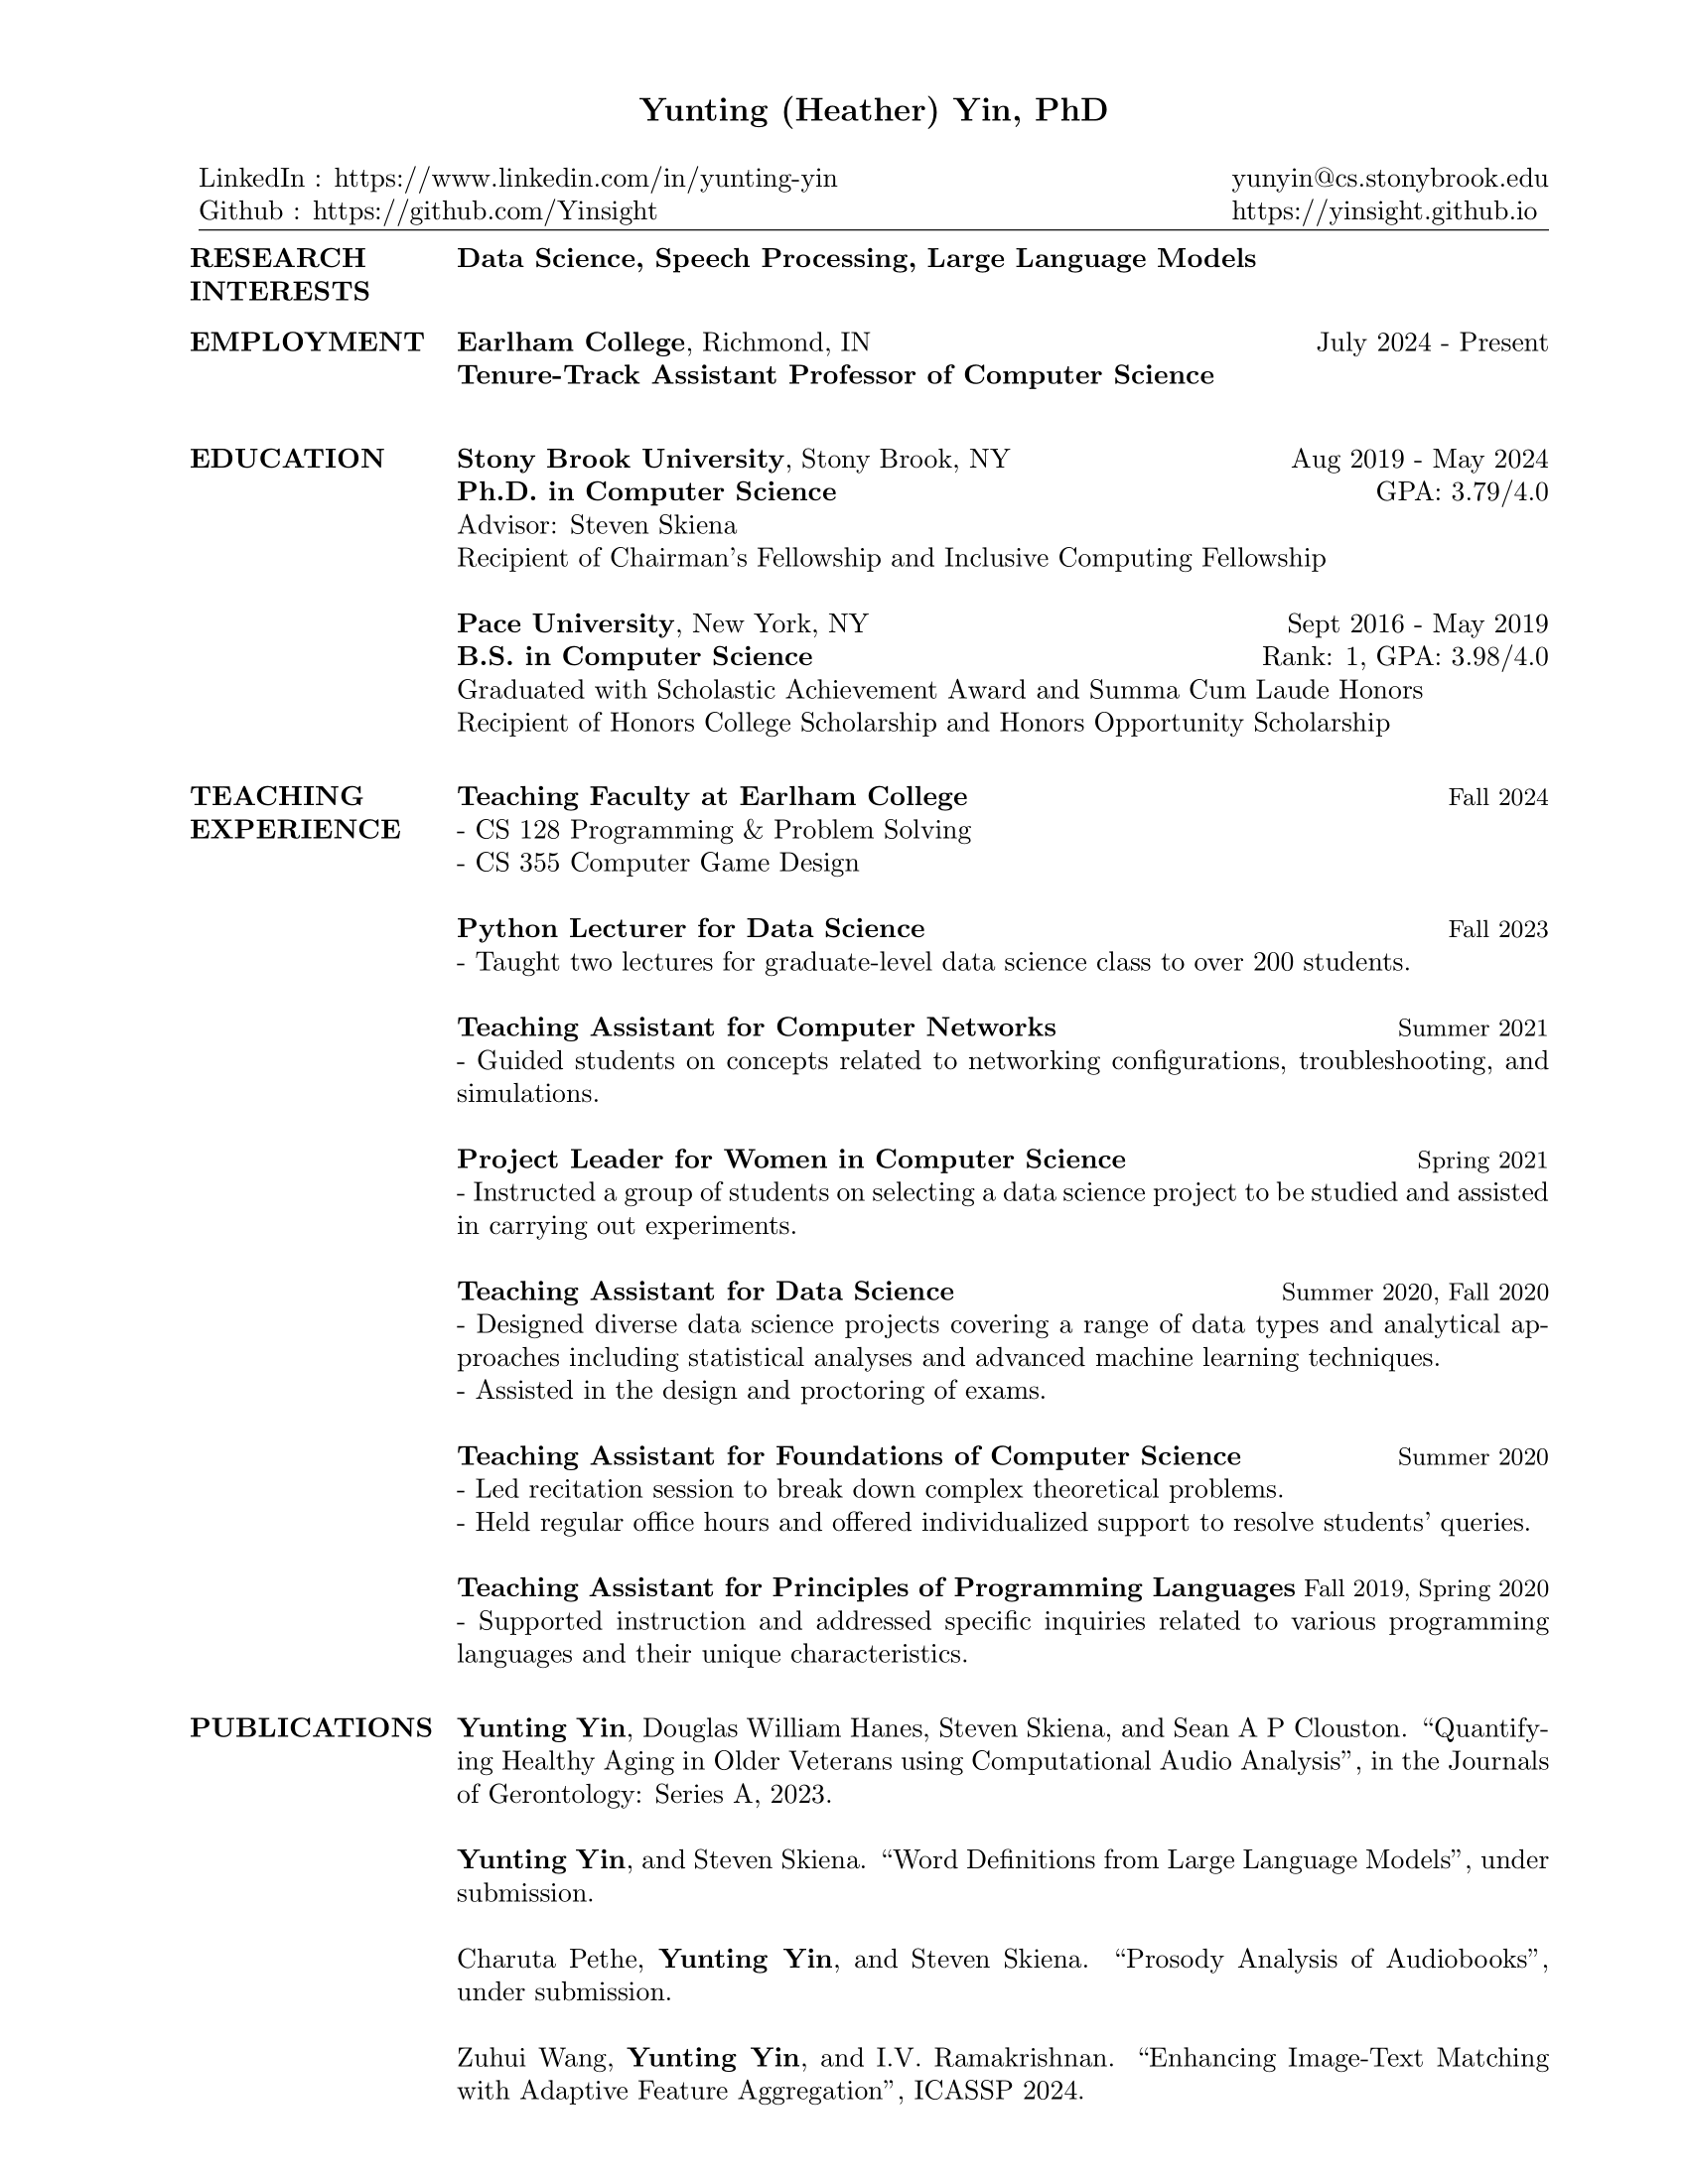 Yunting (Heather) Yin, PhD
LinkedIn : https://www.linkedin.com/in/yunting-yin yunyin@cs.stonybrook.edu
Github : https://github.com/Yinsight https://yinsight.github.io
RESEARCH Data Science, Speech Processing, Large Language Models
INTERESTS
EMPLOYMENT Earlham College, Richmond, IN July 2024 - Present
Tenure-Track Assistant Professor of Computer Science
EDUCATION Stony Brook University, Stony Brook, NY Aug 2019 - May 2024
Ph.D. in Computer Science GPA: 3.79/4.0
Advisor: Steven Skiena
Recipient of Chairman's Fellowship and Inclusive Computing Fellowship
Pace University, New York, NY Sept 2016 - May 2019
B.S. in Computer Science Rank: 1, GPA: 3.98/4.0
Graduated with Scholastic Achievement Award and Summa Cum Laude Honors
Recipient of Honors College Scholarship and Honors Opportunity Scholarship
TEACHING Teaching Faculty at Earlham College Fall 2024
EXPERIENCE - CS 128 Programming & Problem Solving
- CS 355 Computer Game Design
Python Lecturer for Data Science Fall 2023
- Taught two lectures for graduate-level data science class to over 200 students.
Teaching Assistant for Computer Networks Summer 2021
- Guided students on concepts related to networking configurations, troubleshooting, and
simulations.
Project Leader for Women in Computer Science Spring 2021
- Instructed a group of students on selecting a data science project to be studied and assisted
in carrying out experiments.
Teaching Assistant for Data Science Summer 2020, Fall 2020
- Designed diverse data science projects covering a range of data types and analytical ap-
proaches including statistical analyses and advanced machine learning techniques.
- Assisted in the design and proctoring of exams.
Teaching Assistant for Foundations of Computer Science Summer 2020
- Led recitation session to break down complex theoretical problems.
- Held regular office hours and offered individualized support to resolve students' queries.
Teaching Assistant for Principles of Programming Languages Fall 2019, Spring 2020
- Supported instruction and addressed specific inquiries related to various programming
languages and their unique characteristics.
PUBLICATIONS Yunting Yin, Douglas William Hanes, Steven Skiena, and Sean A P Clouston. “Quantify-
ing Healthy Aging in Older Veterans using Computational Audio Analysis”, in the Journals
of Gerontology: Series A, 2023.
Yunting Yin, and Steven Skiena. “Word Definitions from Large Language Models”, under
submission.
Charuta Pethe, Yunting Yin, and Steven Skiena. “Prosody Analysis of Audiobooks”,
under submission.
Zuhui Wang, Yunting Yin, and I.V. Ramakrishnan. “Enhancing Image-Text Matching
with Adaptive Feature Aggregation”, ICASSP 2024.